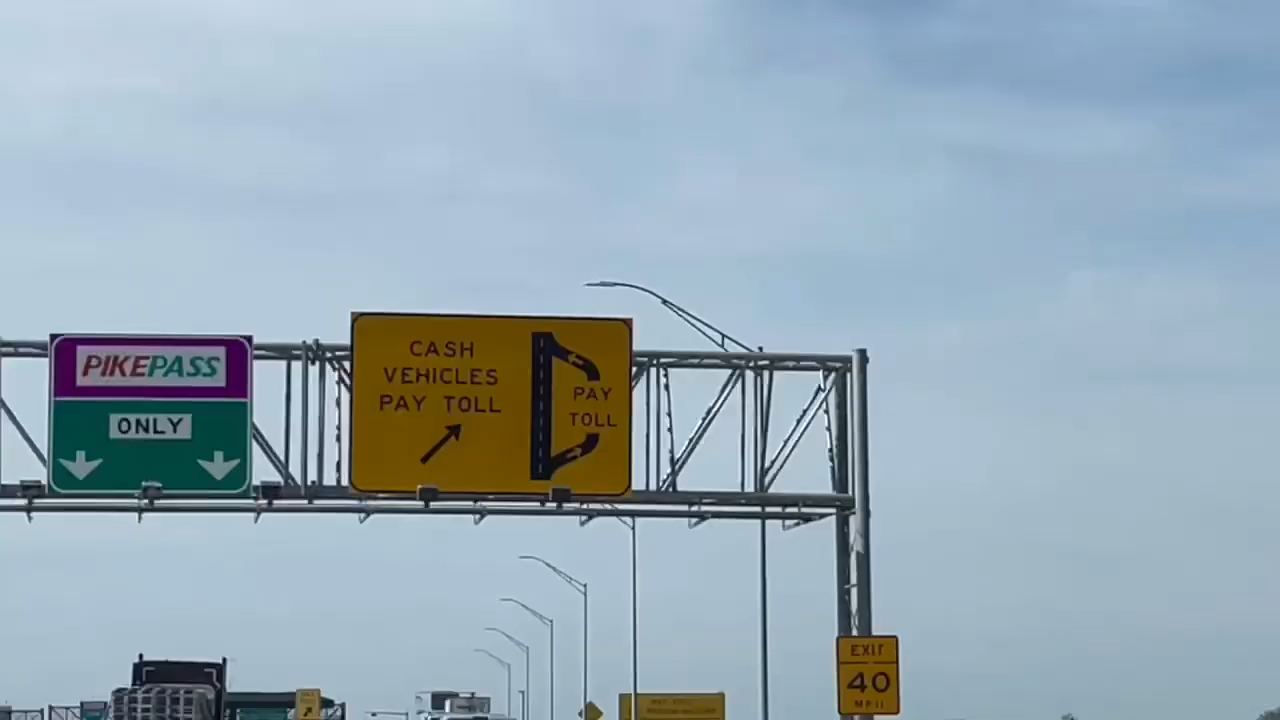 PIKEPASS
ONLY
CASH
VEHICLES
PAY TOLL
PAY
TOLL
EXIT
40
MPH